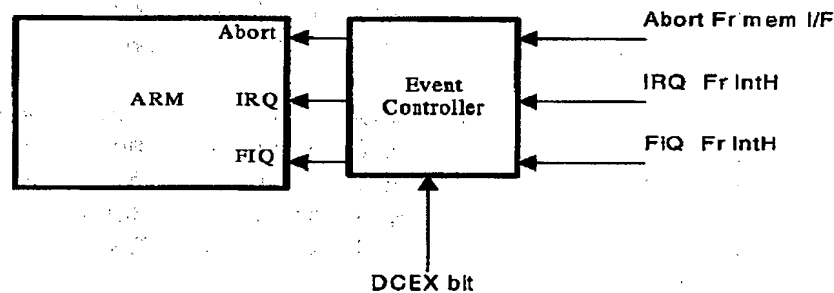 Abort Fr mem I/F
Abort
Event
Controller
ARM
IRQ
IRQ Fr IntH
FIQ
FIQ Fr IntH
DCEX bit